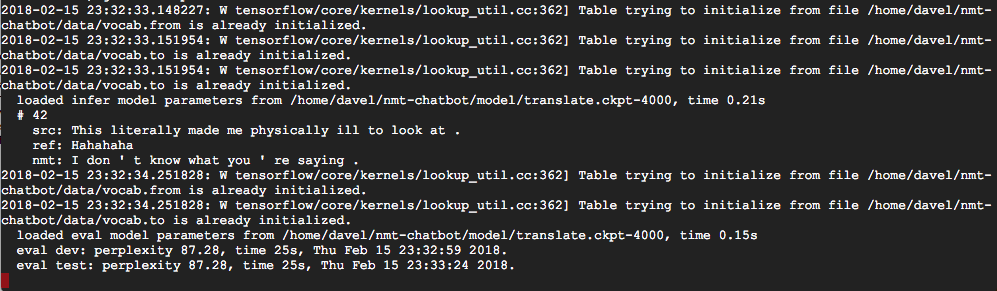 2018-02-15 23:32:33.148227: W tensorflow/core/kernels/lookup_util.cc:362] Table trying to initialize from file /home/davel/nmt-
chatbot/data/vocab.from is already initialized.
2018-02-15 23:32:33.151954: W tensorflow/core/kernels/lookup_util.cc:362] Table trying to initialize from file /home/davel/nmt-
chatbot/data/vocab.to is already initialized.
2018-02-15 23:32:33.151954: W tensorflow/core/kernels/lookup_util.cc:362] Table trying to initialize from file /home/davel/nmt-
chatbot/data/vocab.to is already initialized.
loaded infer model parameters from /home/davel/nmt-chatbot/model/translate.ckpt-4000, time 0.21s
# 42
src: This literally made me physically ill to look at .
ref: Hahahaha
nmt: I don ' t know what you ' re saying .
2018-02-15 23:32:34.251828: W tensorflow/core/kernels/lookup_util.cc:362] Table trying to initialize from file /home/davel/nmt-
chatbot/data/vocab.from is already initialized.
2018-02-15 23:32:34.251828: W tensorflow/core/kernels/lookup_util.cc:362] Table trying to initialize from file /home/davel/nmt-
chatbot/data/vocab.to is already initialized.
loaded eval model parameters from /home/davel/nmt-chatbot/model/translate.ckpt-4000, time 0.15s
eval dev: perplexity 87.28, time 25s, Thu Feb 15 23:32:59 2018.
eval test: perplexity 87.28, time 25s, Thu Feb 15 23:33:24 2018.